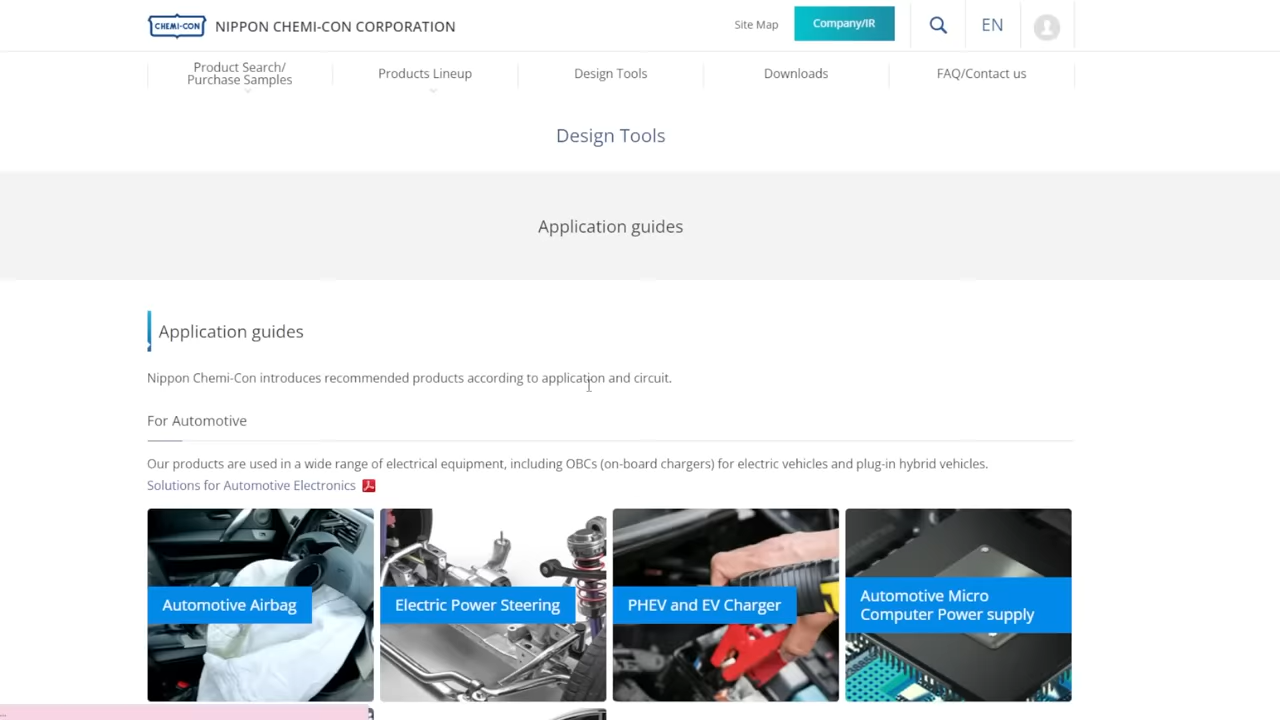 CHEMI-CON
NIPPON CHEMI-CON CORPORATION
Site Map
Company/IR
EN
Product Search/
Purchase Samples
Products Lineup
Design Tools
Downloads
FAQ/Contact us
Design Tools
Application guides
Application guides
Nippon Chemi-Con introduces recommended products according to application and circuit.
For Automotive
Our products are used in a wide range of electrical equipment, including OBCs (on-board chargers) for electric vehicles and plug-in hybrid vehicles.
Solutions for Automotive Electronics
Automotive Airbag
Electric Power Steering
PHEV and EV Charger
Automotive Micro
Computer Power supply
...